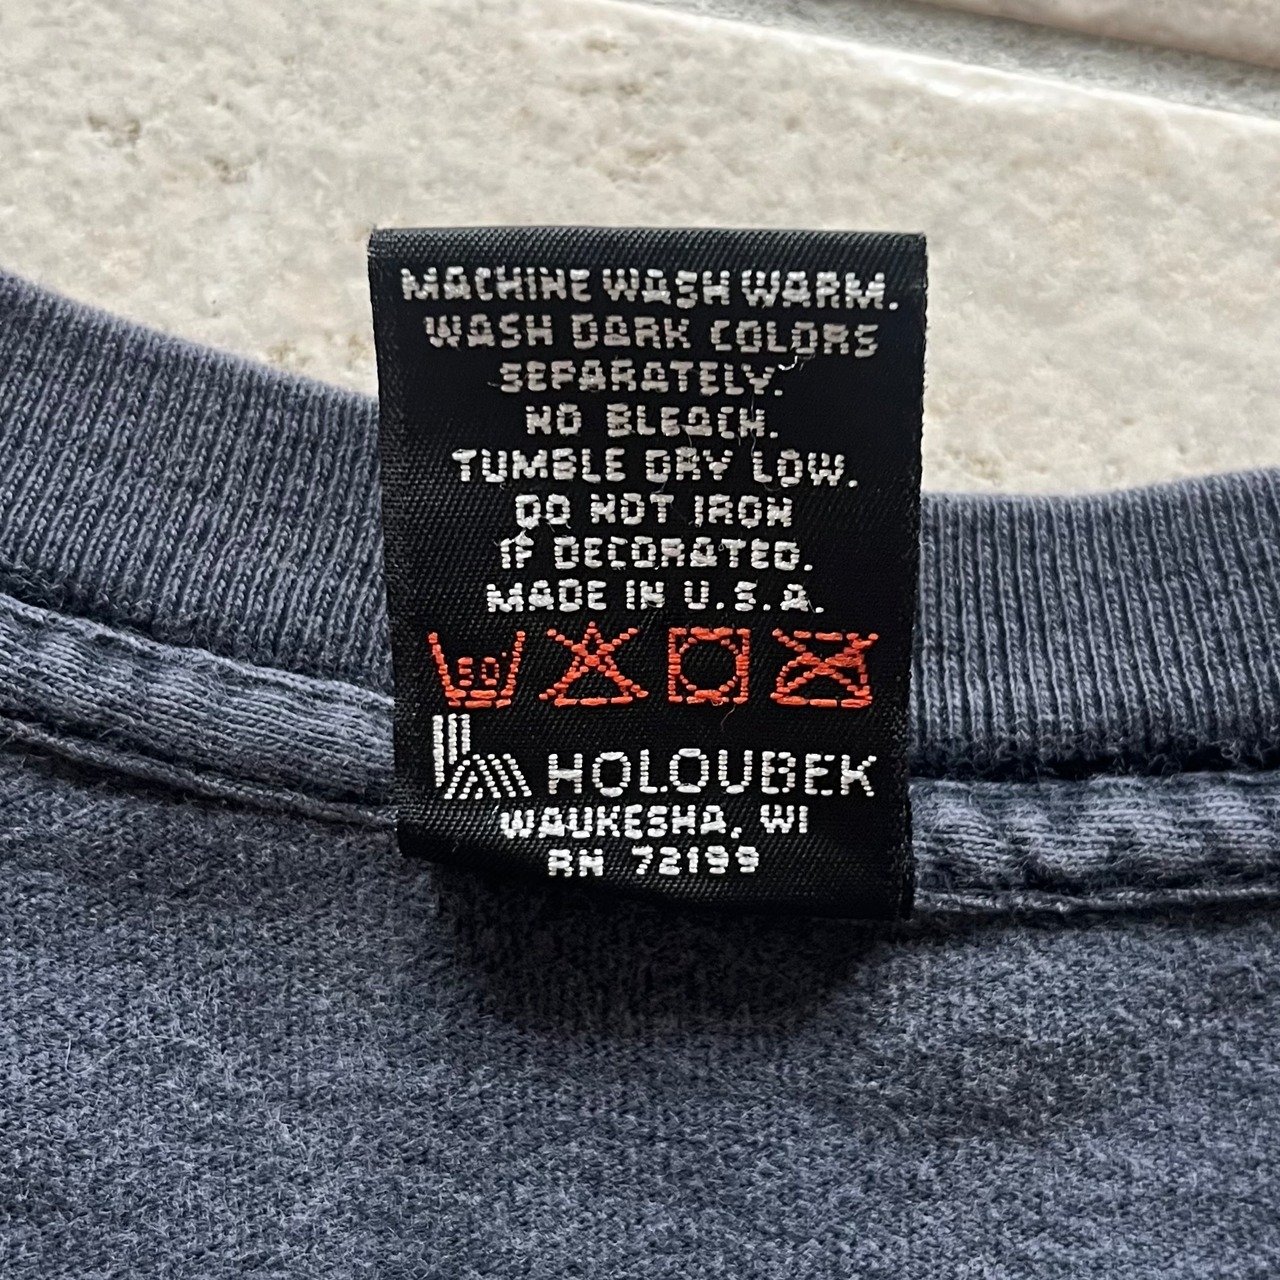 MACHINE WASH WARM.
WASH DARK COLORS
SEPARATELY.
NO BLEACH.
TUMBLE DRY LOW.
DO NOT IRON
IF DECORATED.
MADE IN U.S.A.
50°
HOLOUBEK
WAUKESHA, WI
RN 72199